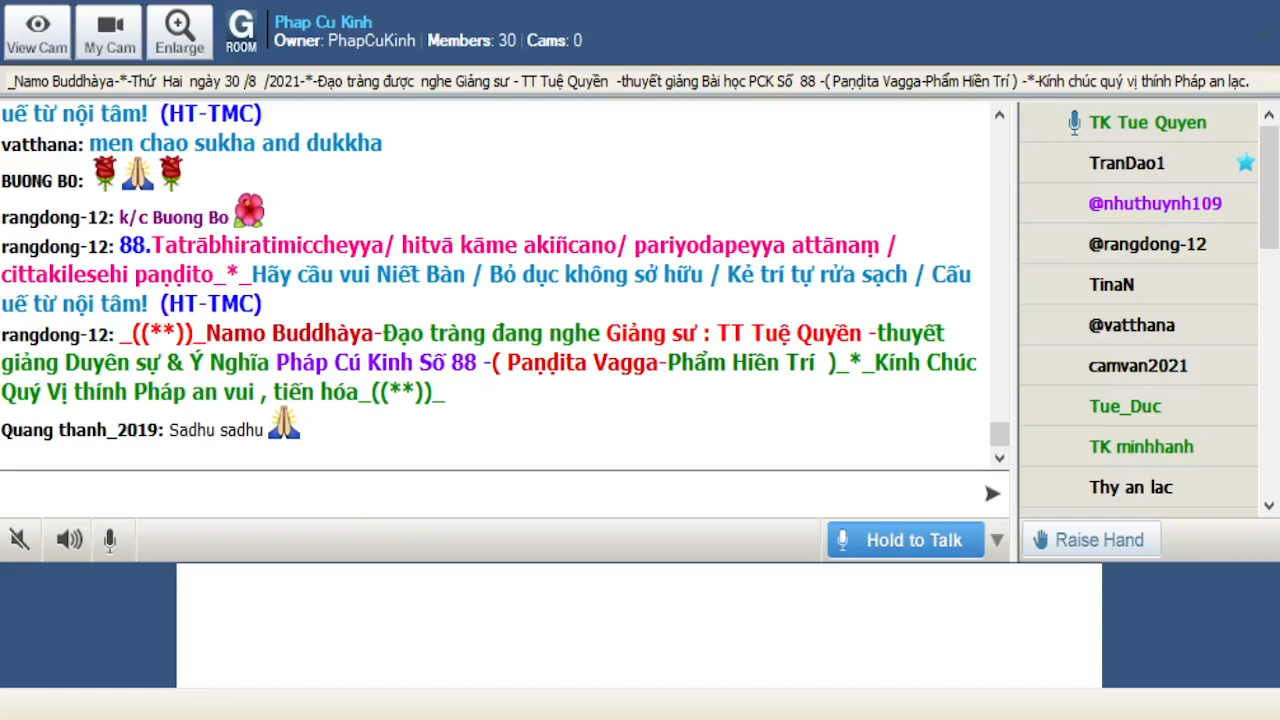 View Cam
My Cam
Enlarge
G
ROOM
Phap Cu Kinh
Owner: PhapCuKinh | Members: 30 | Cams: 0
_Namo Buddhàya-*-Thứ Hai ngày 30 /8 /2021-*-Đạo tràng được nghe Giảng sư - TT Tuệ Quyền -thuyết giảng Bài học PCK Số 88 -( Paṇḍita Vagga-Phẩm Hiền Trí ) -*-Kính chúc quý vị thính Pháp an lạc.
uế từ nội tâm! (HT-TMC)
vatthana: men chao sukha and dukkha
BUONG BO:
rangdong-12: k/c Buong Bo
rangdong-12: 88.Tatrābhiratimiccheyya/ hitvā kāme akiñcano/ pariyodapeyya attānaṃ /
cittakilesehi paṇḍito_*_Hãy cầu vui Niết Bàn / Bỏ dục không sở hữu / Kẻ trí tự rửa sạch / Cấu
uế từ nội tâm! (HT-TMC)
rangdong-12: _((**))_Namo Buddhàya-Đạo tràng đang nghe Giảng sư : TT Tuệ Quyền -thuyết
giảng Duyên sự & Ý Nghĩa Pháp Cú Kinh Số 88 -( Paṇḍita Vagga-Phẩm Hiền Trí )_*_Kính Chúc
Quý Vị thính Pháp an vui , tiến hóa_((**))_
Quang thanh_2019: Sadhu sadhu
Hold to Talk
TK Tue Quyen
TranDao1
@nhuthuynh109
@rangdong-12
TinaN
@vatthana
camvan2021
Tue_Duc
TK minhhanh
Thy an lac
Raise Hand